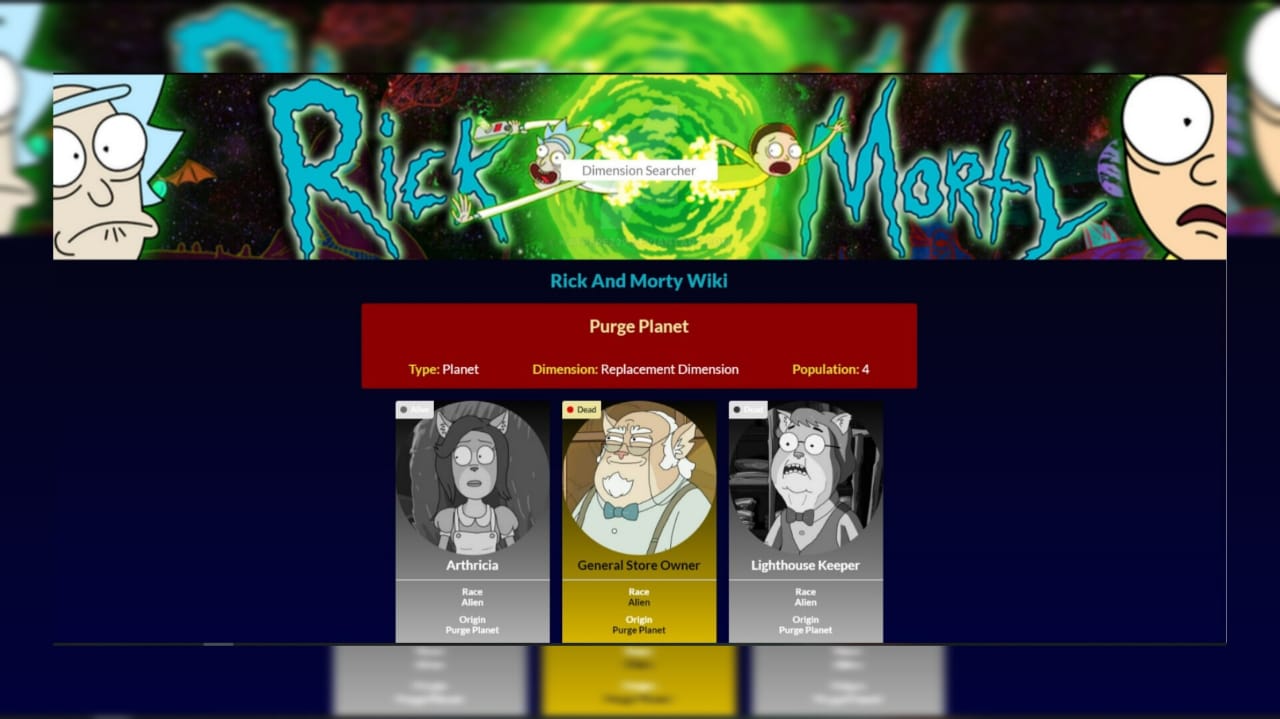 Rick Morty
Dimension Searcher
Rick And Morty Wiki
Purge Planet
Type: Planet Dimension: Replacement Dimension Population: 4
Alive Dead Dead
Arthricia General Store Owner Lighthouse Keeper
Race Race Race
Alien Alien Alien
Origin Origin Origin
Purge Planet Purge Planet Purge Planet